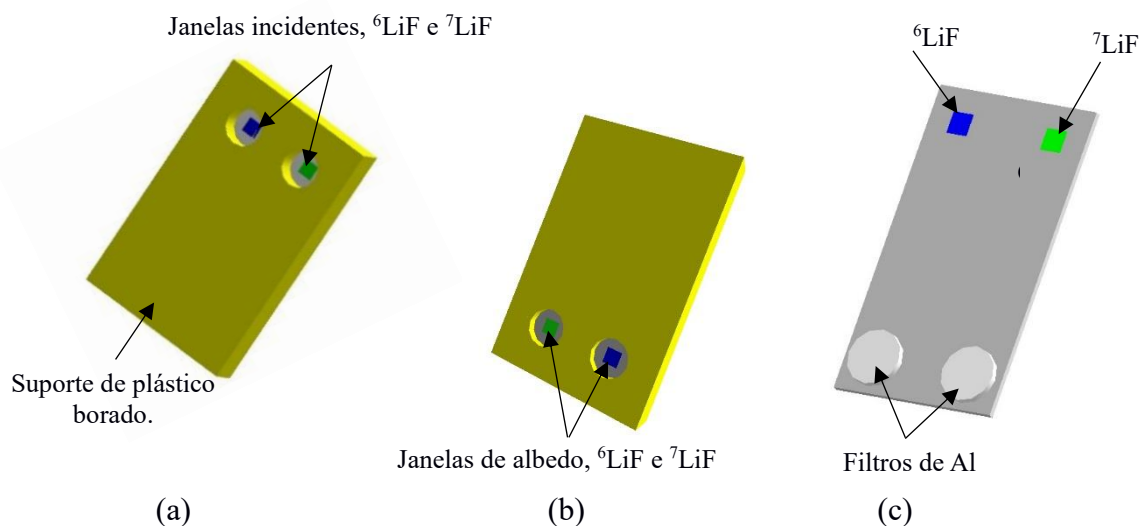 Janelas incidentes, ⁶LiF e ⁷LiF
⁶LiF
⁷LiF
Suporte de plástico
borado.
Janelas de albedo, ⁶LiF e ⁷LiF
Filtros de Al
(a)
(b)
(c)